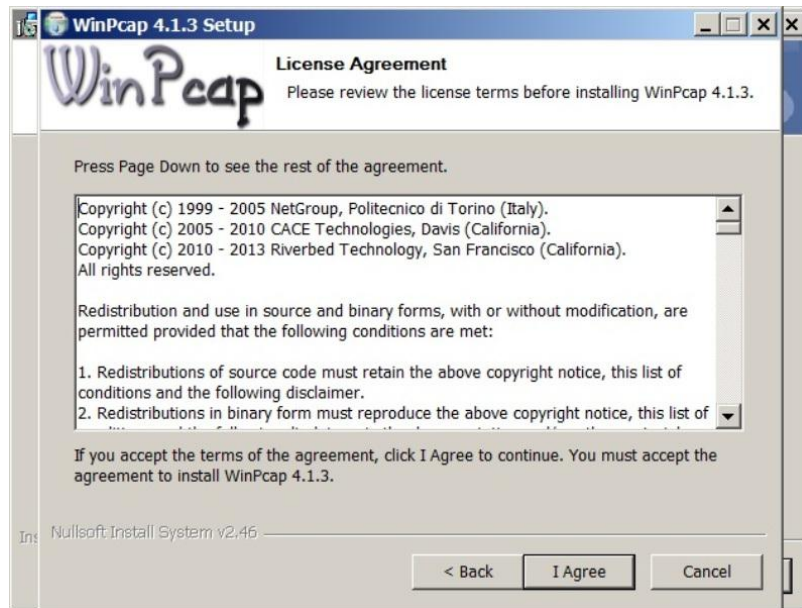 WinPcap 4.1.3 Setup
WinPcap
License Agreement
Please review the license terms before installing WinPcap 4.1.3.
Press Page Down to see the rest of the agreement.
Copyright (c) 1999 - 2005 NetGroup, Politecnico di Torino (Italy).
Copyright (c) 2005 - 2010 CACE Technologies, Davis (California).
Copyright (c) 2010 - 2013 Riverbed Technology, San Francisco (California).
All rights reserved.
Redistribution and use in source and binary forms, with or without modification, are
permitted provided that the following conditions are met:
1. Redistributions of source code must retain the above copyright notice, this list of
conditions and the following disclaimer.
2. Redistributions in binary form must reproduce the above copyright notice, this list of
If you accept the terms of the agreement, click I Agree to continue. You must accept the
agreement to install WinPcap 4.1.3.
Ins
Nullsoft Install System v2.46
< Back
I Agree
Cancel